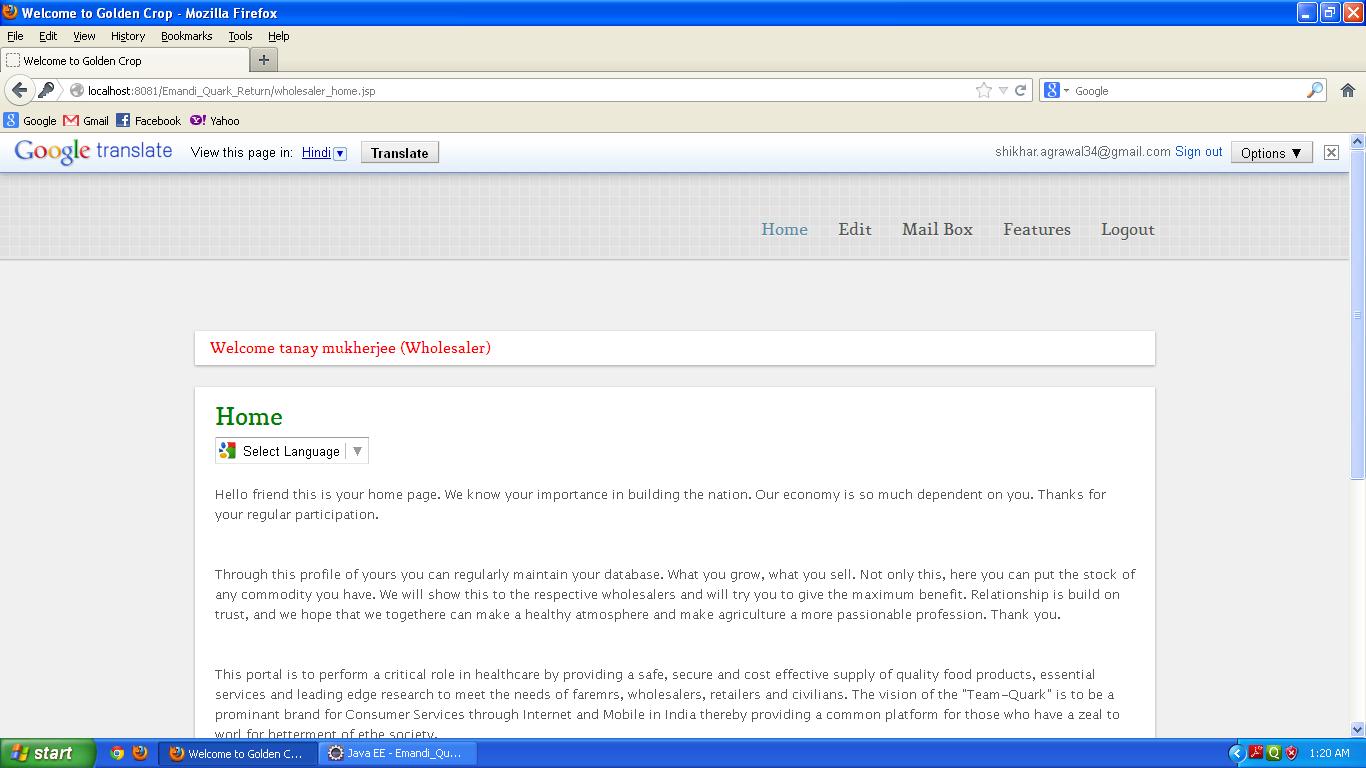 Welcome to Golden Crop - Mozilla Firefox
File Edit View History Bookmarks Tools Help
Welcome to Golden Crop
localhost:8081/Emandi_Quark_Return/wholesaler_home.jsp
Google
Google Gmail Facebook Yahoo
Google translate View this page in: Hindi Translate
shikhar.agrawal34@gmail.com Sign out Options ▼
Home Edit Mail Box Features Logout
Welcome tanay mukherjee (Wholesaler)
Home
Select Language ▼
Hello friend this is your home page. We know your importance in building the nation. Our economy is so much dependent on you. Thanks for
your regular participation.
Through this profile of yours you can regularly maintain your database. What you grow, what you sell. Not only this, here you can put the stock of
any commodity you have. We will show this to the respective wholesalers and will try you to give the maximum benefit. Relationship is build on
trust, and we hope that we togethere can make a healthy atmosphere and make agriculture a more passionable profession. Thank you.
This portal is to perform a critical role in healthcare by providing a safe, secure and cost effective supply of quality food products, essential
services and leading edge research to meet the needs of faremrs, wholesalers, retailers and civilians. The vision of the "Team-Quark" is to be a
prominant brand for Consumer Services through Internet and Mobile in India thereby providing a common platform for those who have a zeal to
worl for betterment of ethe society.
start Welcome to Golden C... Java EE - Emandi_Qu... 1:20 AM